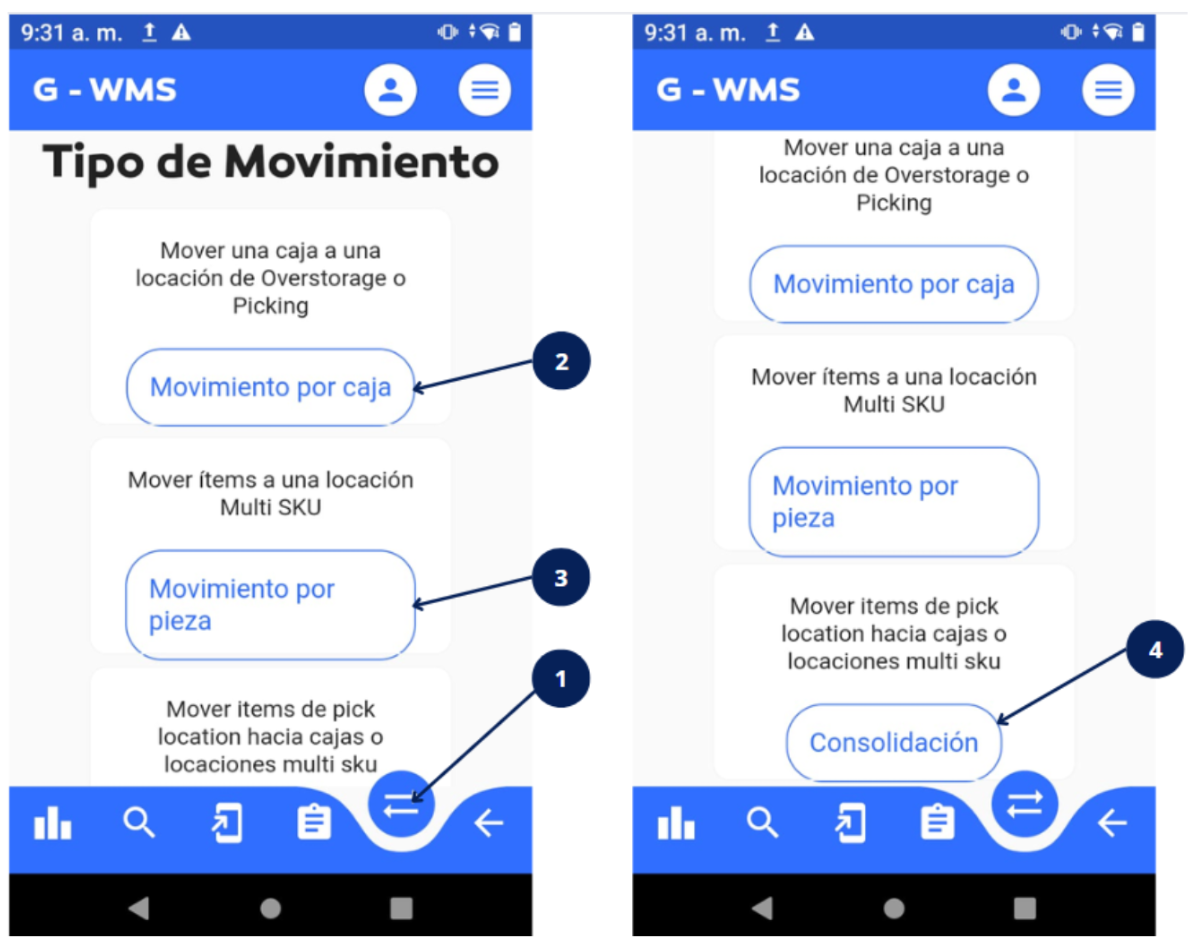 9:31 a. m.
G - WMS
Tipo de Movimiento
Mover una caja a una
locación de Overstorage o
Picking
Movimiento por caja
2
Mover ítems a una locación
Multi SKU
Movimiento por
pieza
3
1
Mover items de pick
location hacia cajas o
locaciones multi sku
9:31 a. m.
G - WMS
Mover una caja a una
locación de Overstorage o
Picking
Movimiento por caja
Mover ítems a una locación
Multi SKU
Movimiento por
pieza
Mover items de pick
location hacia cajas o
locaciones multi sku
4
Consolidación